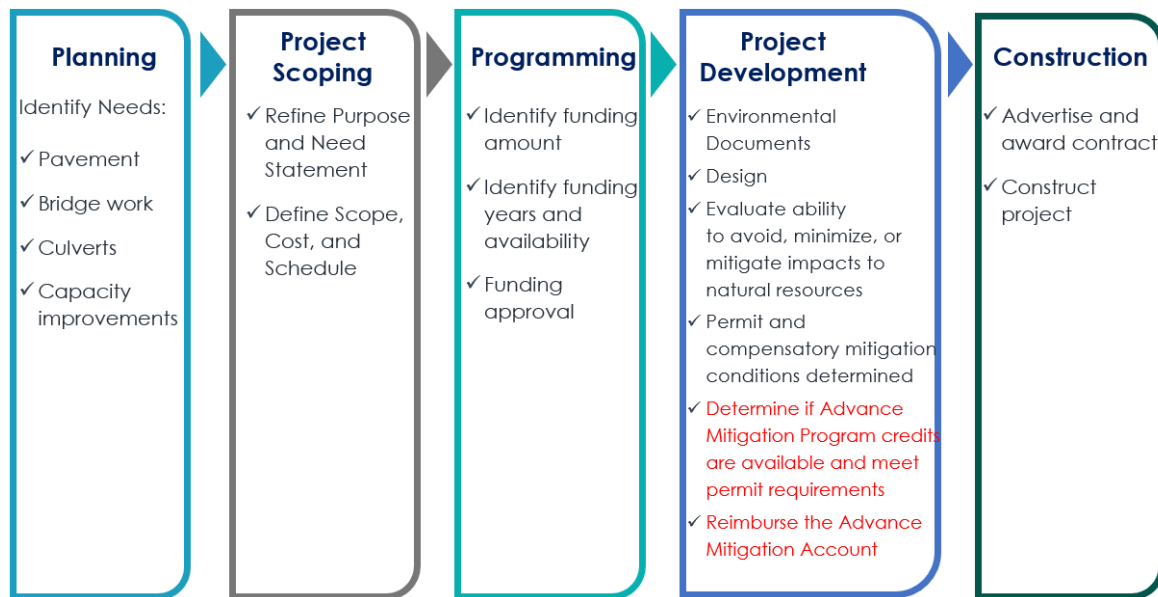 Planning
Identify Needs:
✓ Pavement
✓ Bridge work
✓ Culverts
✓ Capacity
improvements
Project
Scoping
✓ Refine Purpose
and Need
Statement
✓ Define Scope,
Cost, and
Schedule
Programming
✓ Identify funding
amount
✓ Identify funding
years and
availability
✓ Funding
approval
Project
Development
✓ Environmental
Documents
✓ Design
✓ Evaluate ability
to avoid, minimize, or
mitigate impacts to
natural resources
✓ Permit and
compensatory mitigation
conditions determined
✓ Determine if Advance
Mitigation Program credits
are available and meet
permit requirements
✓ Reimburse the Advance
Mitigation Account
Construction
✓ Advertise and
award contract
✓ Construct
project